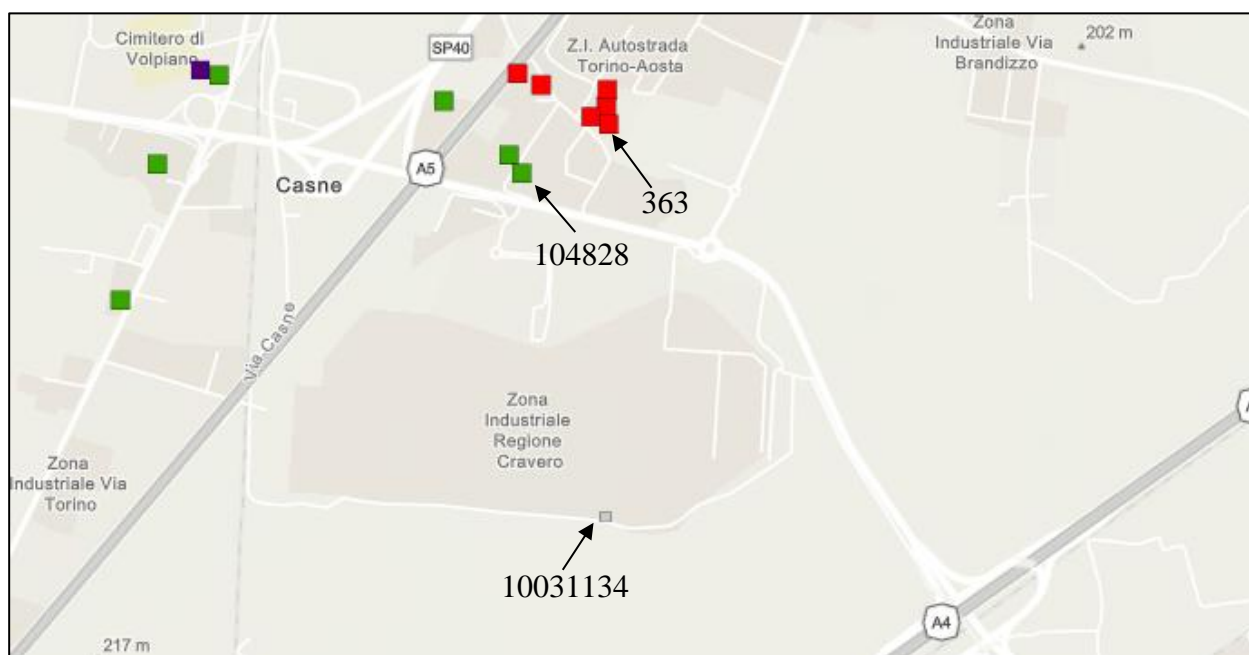 Cimitero di
Volpiano
SP40
Z.I. Autostrada
Torino-Aosta
Zona
Industriale Via
Brandizzo
202 m
A5
Casne
363
104828
Via Casne
Zona
Industriale
Regione
Cravero
Zona
Industriale Via
Torino
10031134
A4
217 m